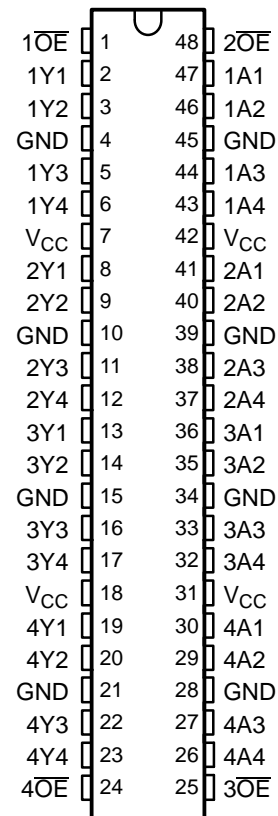 1O̅E̅ 1 48 2O̅E̅
1Y1 2 47 1A1
1Y2 3 46 1A2
GND 4 45 GND
1Y3 5 44 1A3
1Y4 6 43 1A4
VCC 7 42 VCC
2Y1 8 41 2A1
2Y2 9 40 2A2
GND 10 39 GND
2Y3 11 38 2A3
2Y4 12 37 2A4
3Y1 13 36 3A1
3Y2 14 35 3A2
GND 15 34 GND
3Y3 16 33 3A3
3Y4 17 32 3A4
VCC 18 31 VCC
4Y1 19 30 4A1
4Y2 20 29 4A2
GND 21 28 GND
4Y3 22 27 4A3
4Y4 23 26 4A4
4O̅E̅ 24 25 3O̅E̅